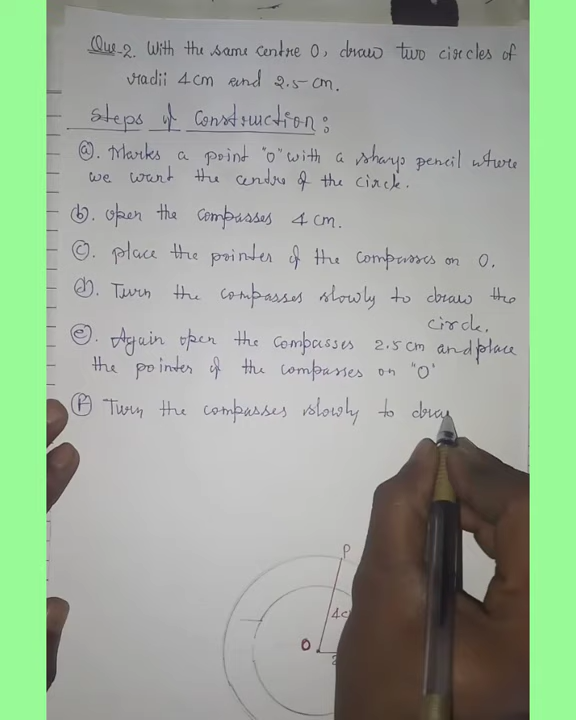 Que-2. With the same centre O, draw two circles of
radii 4cm and 2.5cm.
Steps of Construction:
(a). Marks a point "O" with a sharp pencil where
we want the centre of the circle.
(b). open the compasses 4 cm.
(c). place the pointer of the compasses on O.
(d). Turn the compasses slowly to draw the
circle.
(e). Again open the compasses 2.5 cm and place
the pointer of the compasses on "O"
(f) Turn the compasses slowly to draw
P
4c
O
2